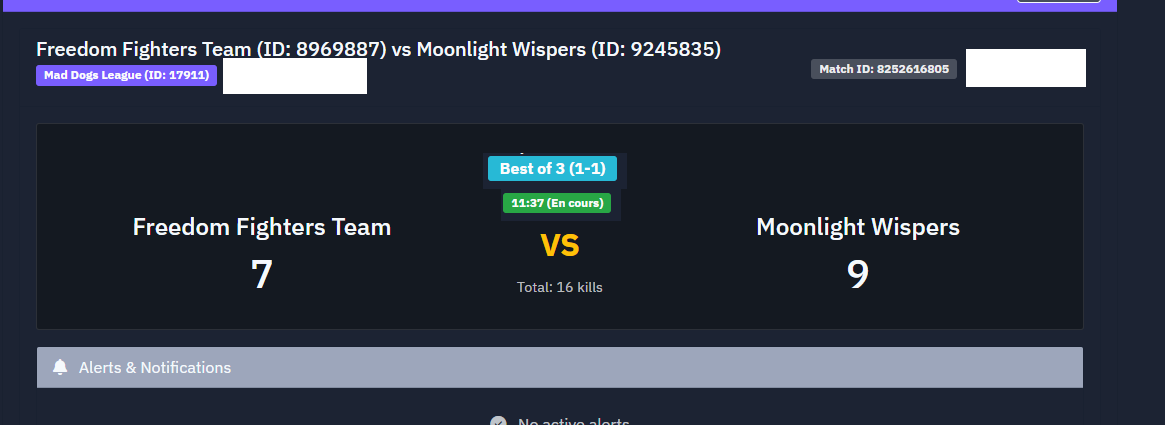 Freedom Fighters Team (ID: 8969887) vs Moonlight Wispers (ID: 9245835)
Mad Dogs League (ID: 17911)
Match ID: 8252616805
Best of 3 (1-1)
11:37 (En cours)
Freedom Fighters Team
VS
Moonlight Wispers
7
9
Total: 16 kills
Alerts & Notifications
No active alerts